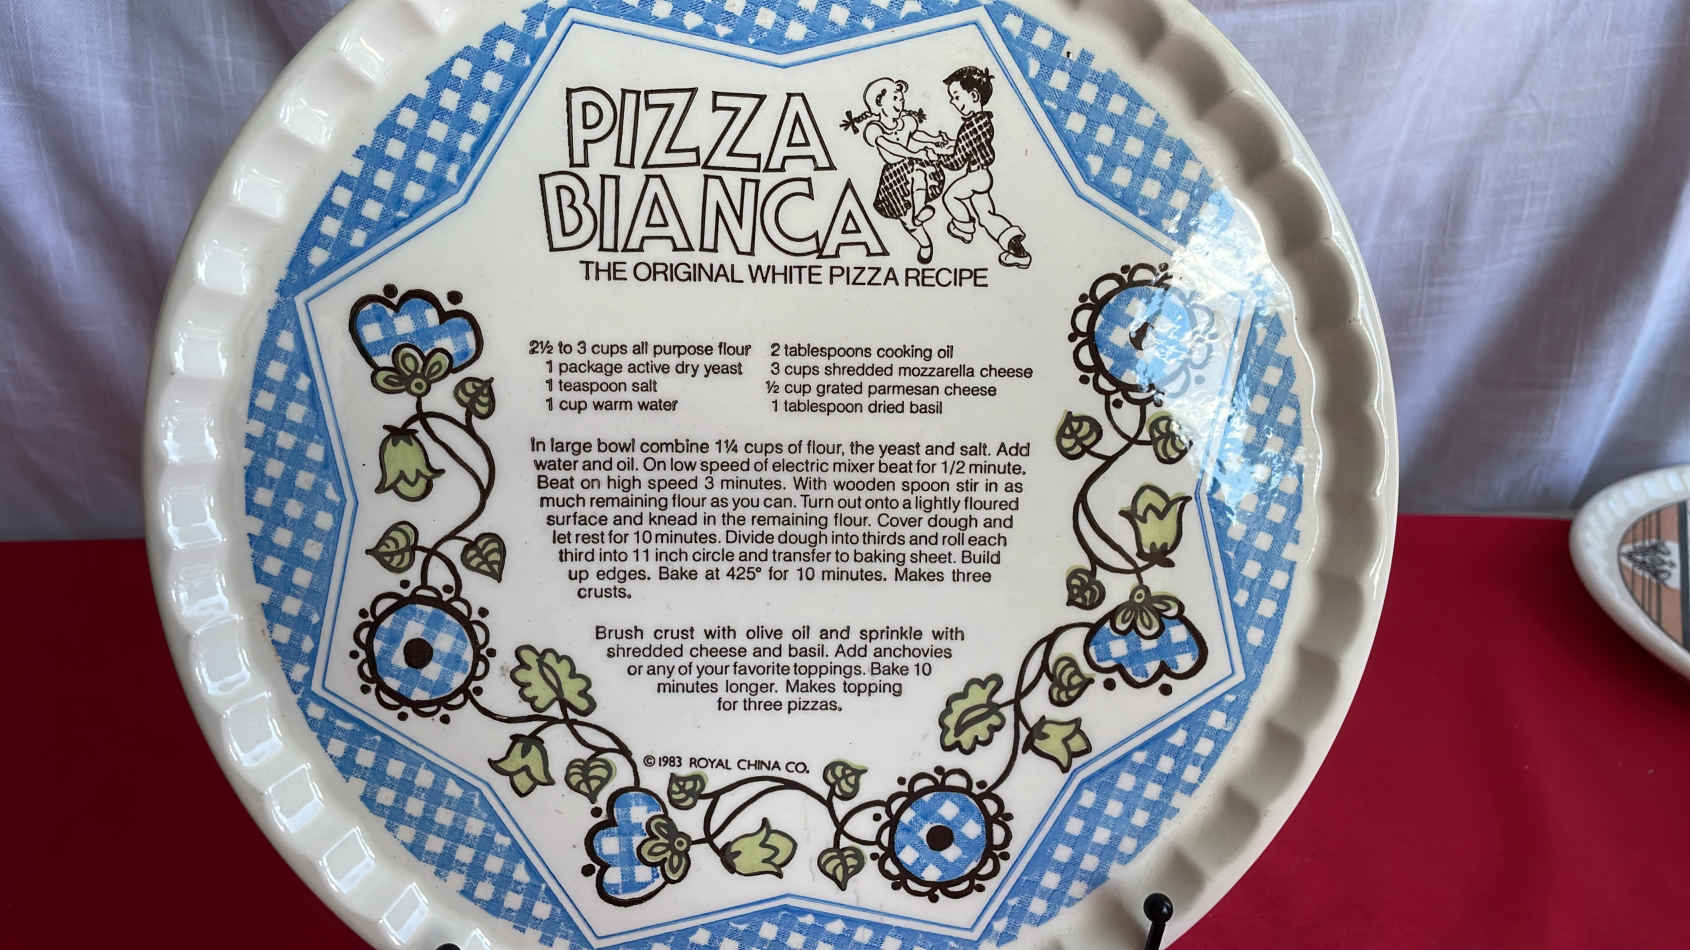 PIZZA
BIANCA
THE ORIGINAL WHITE PIZZA RECIPE
2½ to 3 cups all purpose flour
1 package active dry yeast
1 teaspoon salt
1 cup warm water
2 tablespoons cooking oil
3 cups shredded mozzarella cheese
½ cup grated parmesan cheese
1 tablespoon dried basil
In large bowl combine 1¼ cups of flour, the yeast and salt. Add
water and oil. On low speed of electric mixer beat for 1/2 minute.
Beat on high speed 3 minutes. With wooden spoon stir in as
much remaining flour as you can. Turn out onto a lightly floured
surface and knead in the remaining flour. Cover dough and
let rest for 10 minutes. Divide dough into thirds and roll each
third into 11 inch circle and transfer to baking sheet. Build
up edges. Bake at 425° for 10 minutes. Makes three
crusts.
Brush crust with olive oil and sprinkle with
shredded cheese and basil. Add anchovies
or any of your favorite toppings. Bake 10
minutes longer. Makes topping
for three pizzas.
©1983 ROYAL CHINA CO.